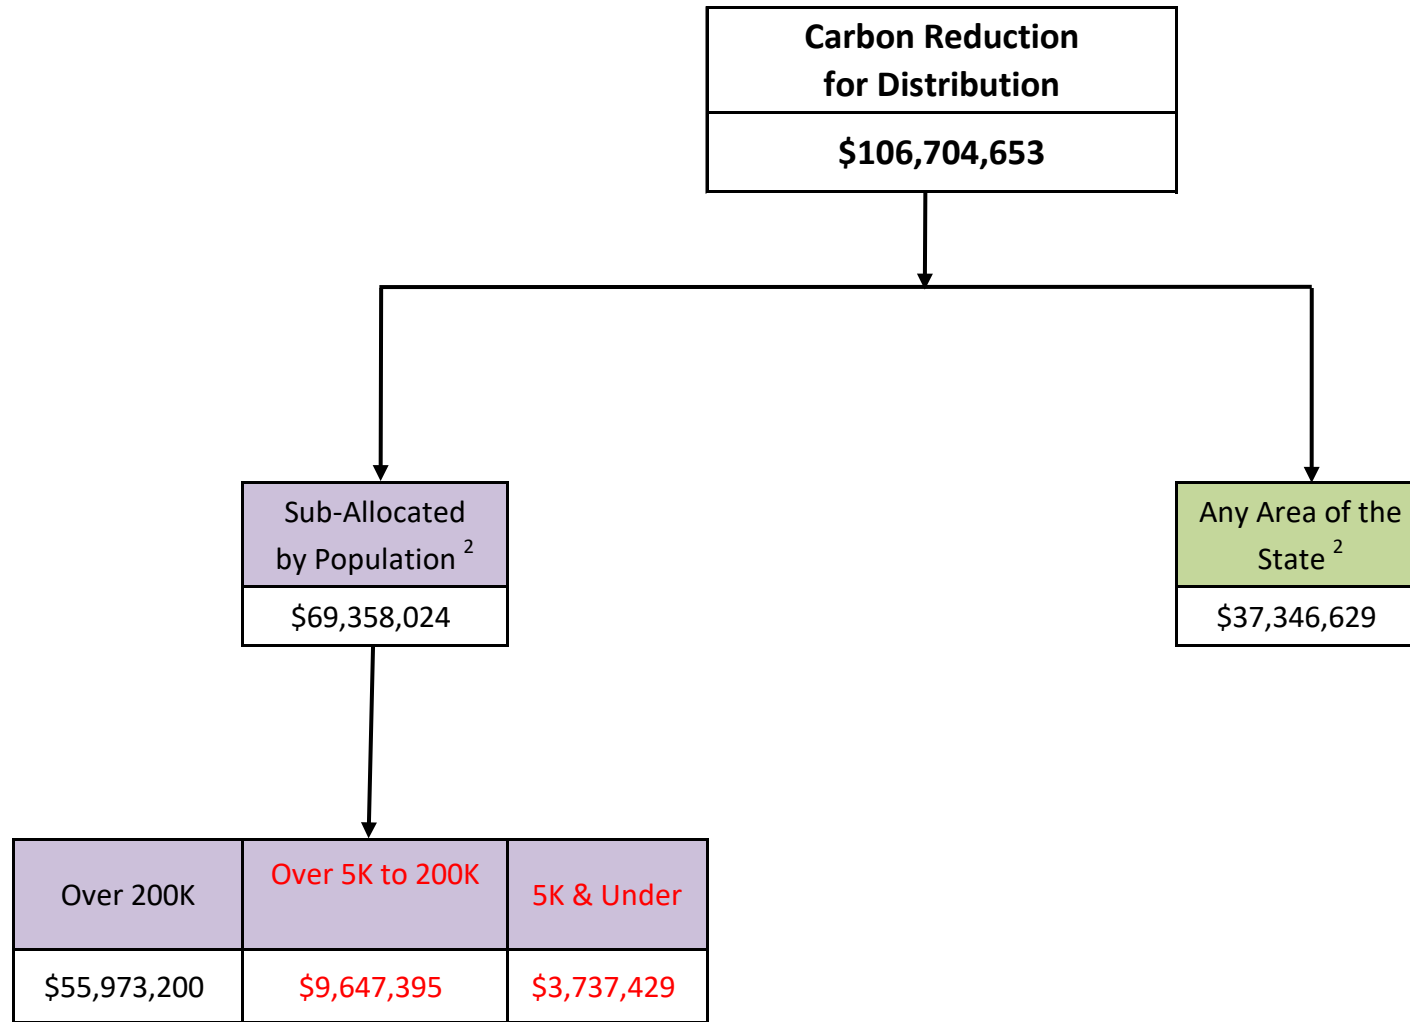 Carbon Reduction
for Distribution
$106,704,653
Sub-Allocated
by Population 2
$69,358,024
Any Area of the
State 2
$37,346,629
Over 200K
Over 5K to 200K
5K & Under
$55,973,200
$9,647,395
$3,737,429